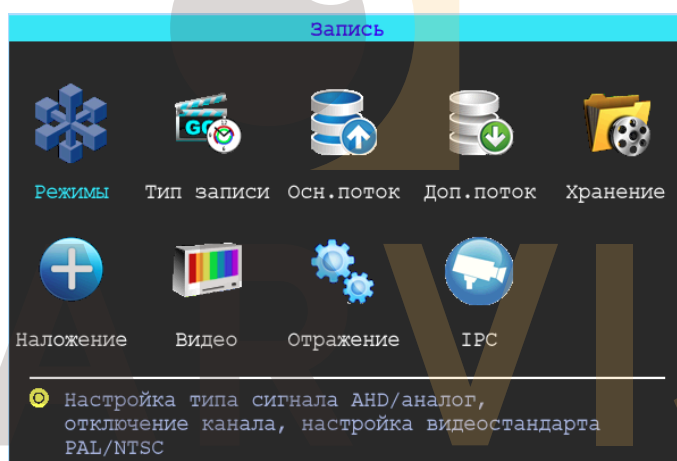 Запись
Режимы Тип записи Осн.поток Доп.поток Хранение
Наложение Видео Отражение IPC
Настройка типа сигнала AHD/аналог,
отключение канала, настройка видеостандарта
PAL/NTSC